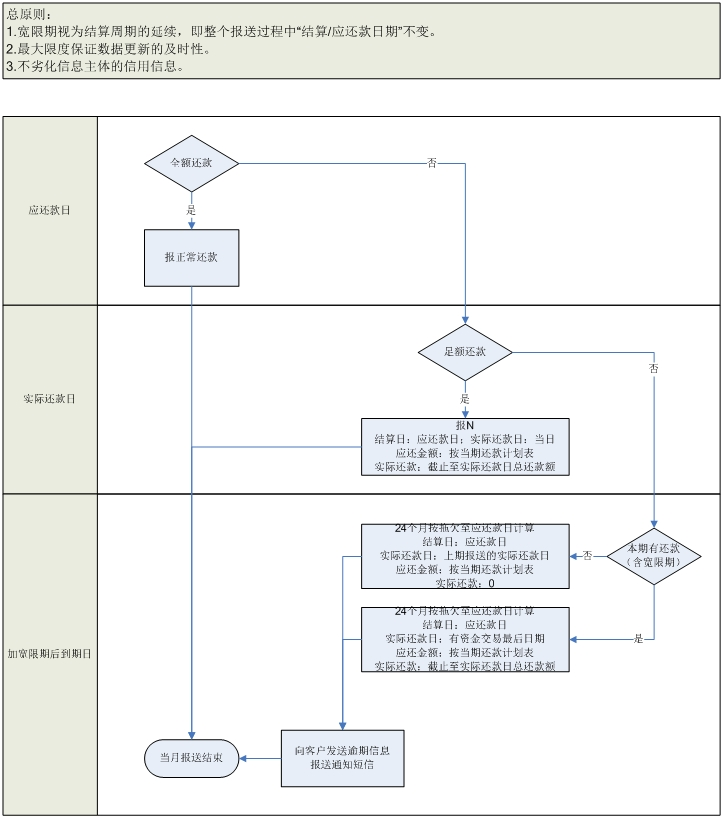 总原则：
1.宽限期视为结算周期的延续，即整个报送过程中“结算/应还款日期”不变。
2.最大限度保证数据更新的及时性。
3.不劣化信息主体的信用信息。
应还款日
全额还款
否
是
报正常还款
实际还款日
足额还款
否
是
报N
结算日：应还款日；实际还款日：当日
应还金额：按当期还款计划表
实际还款：截止至实际还款日总还款额
加宽限期后到期日
本期有还款
（含宽限期）
否
24个月按拖欠至应还款日计算
结算日：应还款日
实际还款日：上期报送的实际还款日
应还金额：按当期还款计划表
实际还款：0
是
24个月按拖欠至应还款日计算
结算日：应还款日
实际还款日：有资金交易最后日期
应还金额：按当期还款计划表
实际还款：截止至实际还款日总还款额
当月报送结束
向客户发送逾期信息
报送通知短信